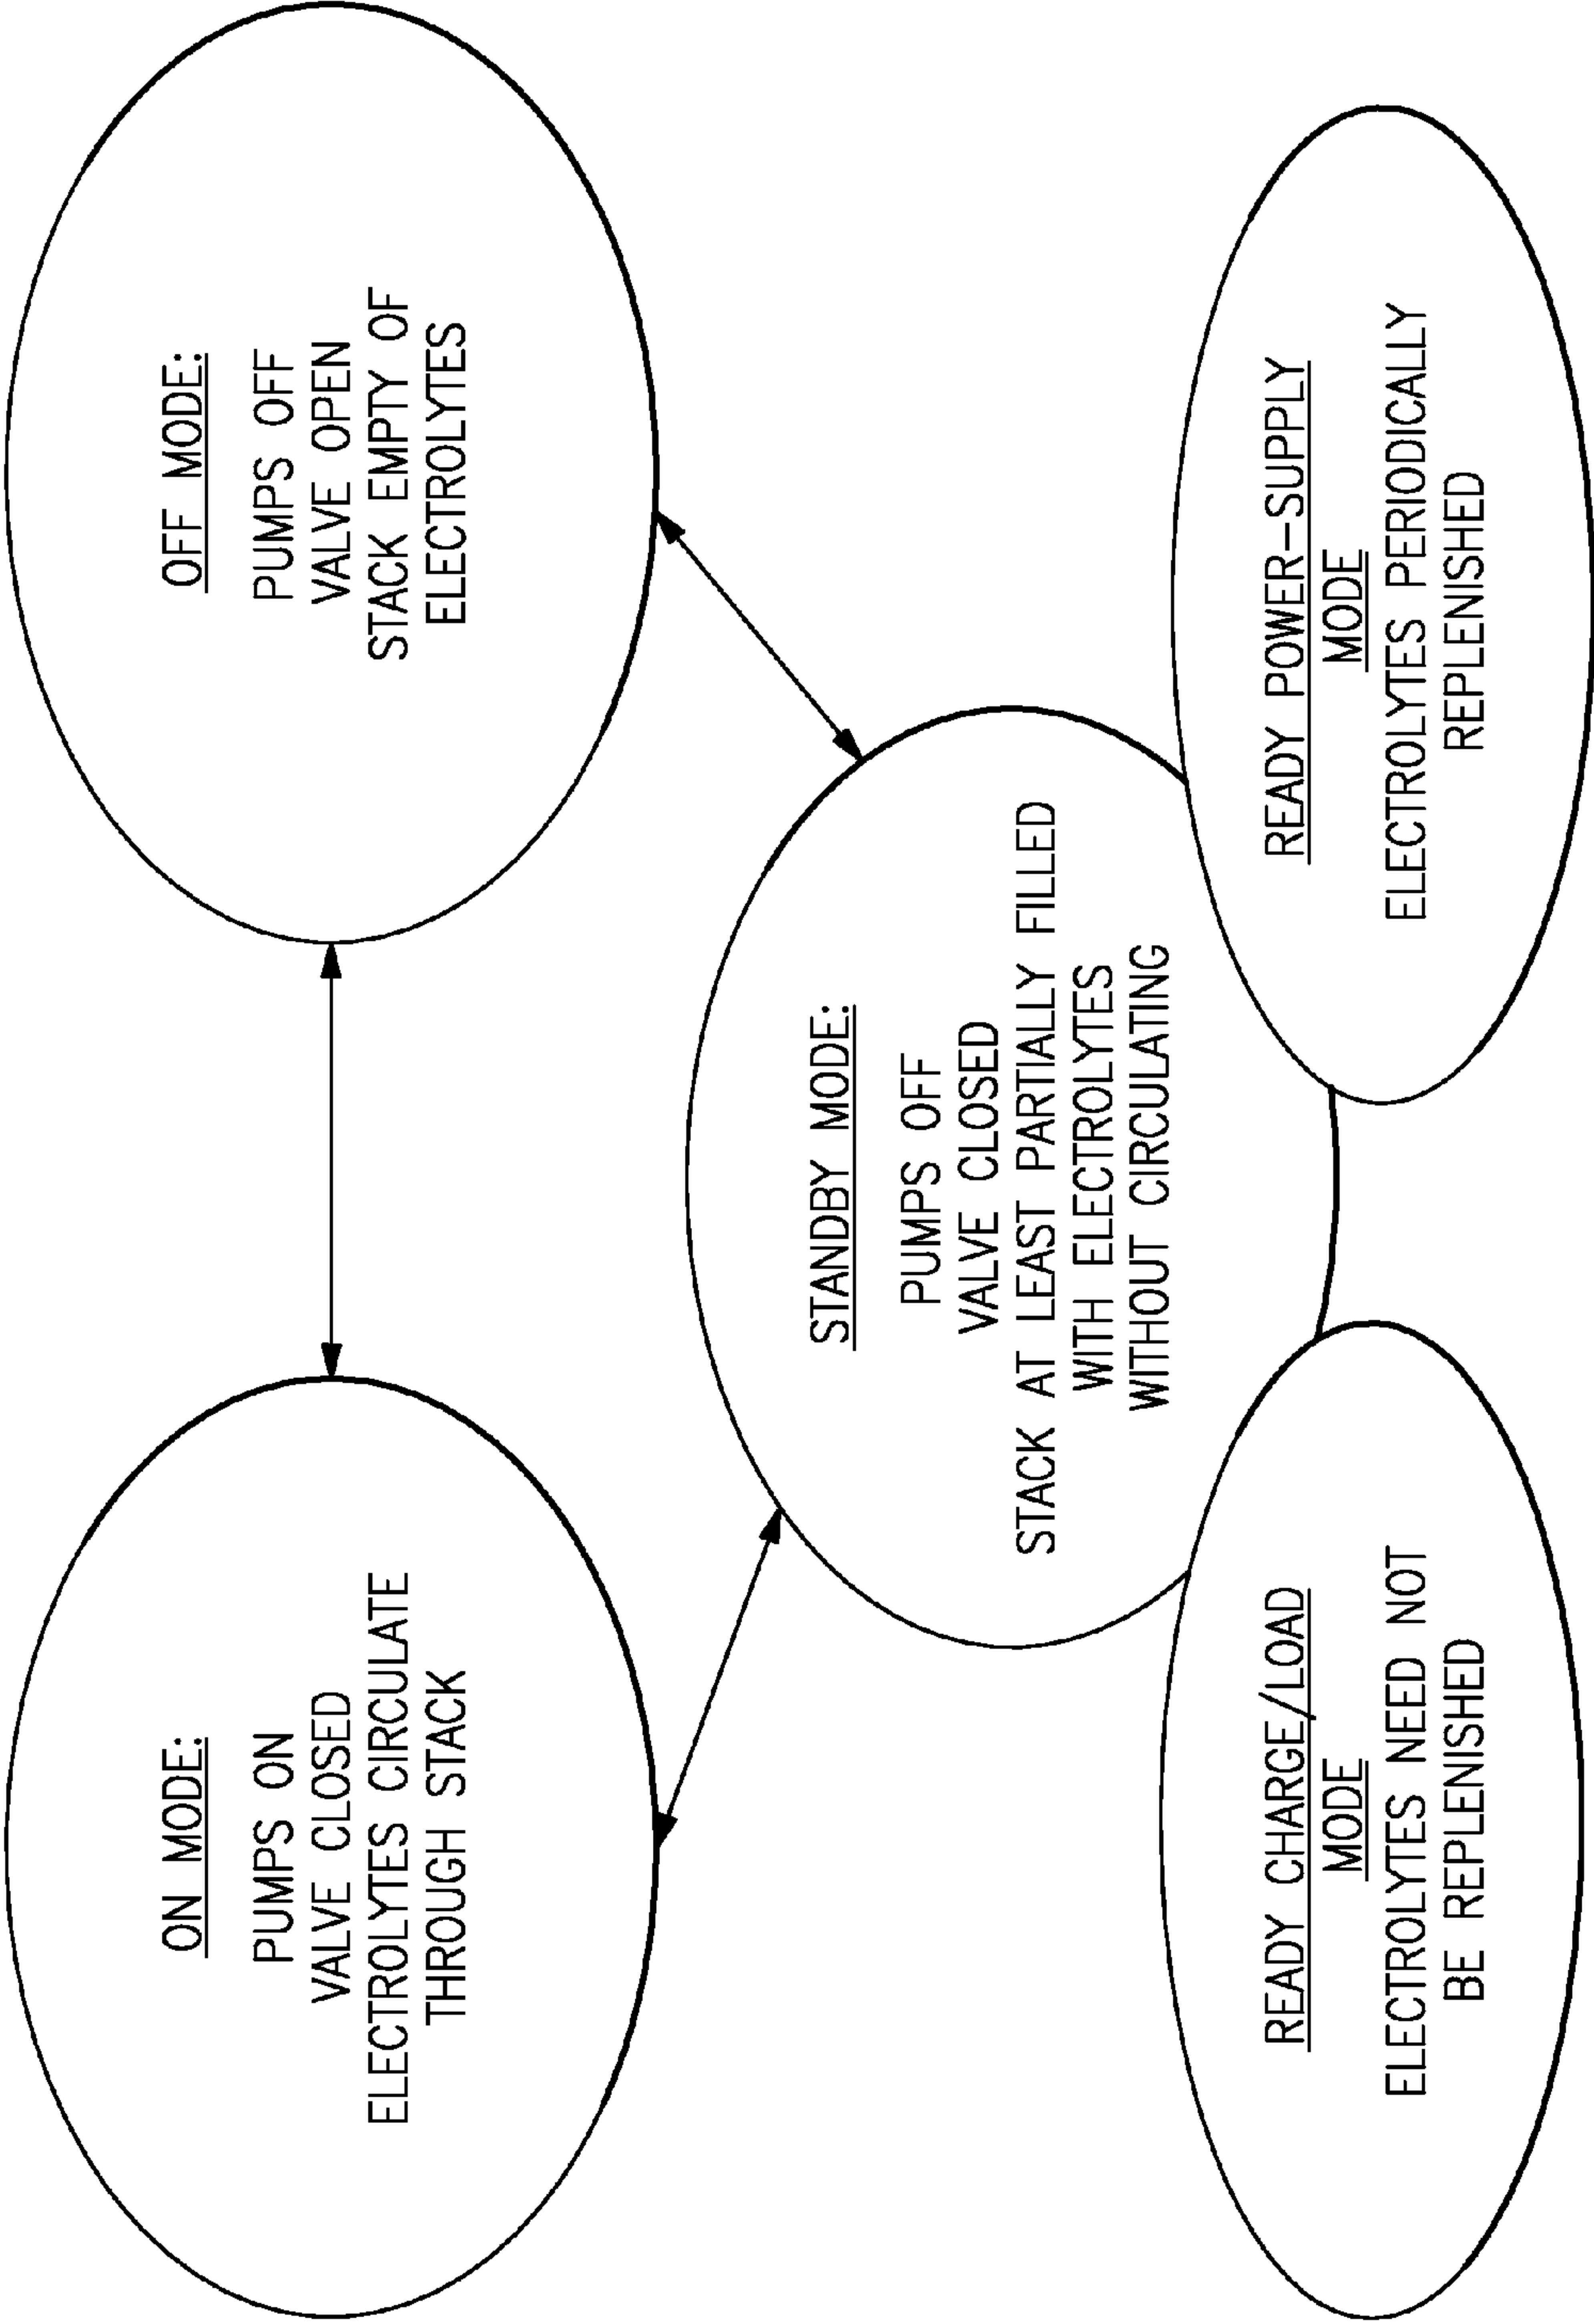 ON MODE:
PUMPS ON
VALVE CLOSED
ELECTROLYTES CIRCULATE
THROUGH STACK
OFF MODE:
PUMPS OFF
VALVE OPEN
STACK EMPTY OF
ELECTROLYTES
STANDBY MODE:
PUMPS OFF
VALVE CLOSED
STACK AT LEAST PARTIALLY FILLED
WITH ELECTROLYTES
WITHOUT CIRCULATING
READY CHARGE/LOAD
MODE
ELECTROLYTES NEED NOT
BE REPLENISHED
READY POWER-SUPPLY
MODE
ELECTROLYTES PERIODICALLY
REPLENISHED